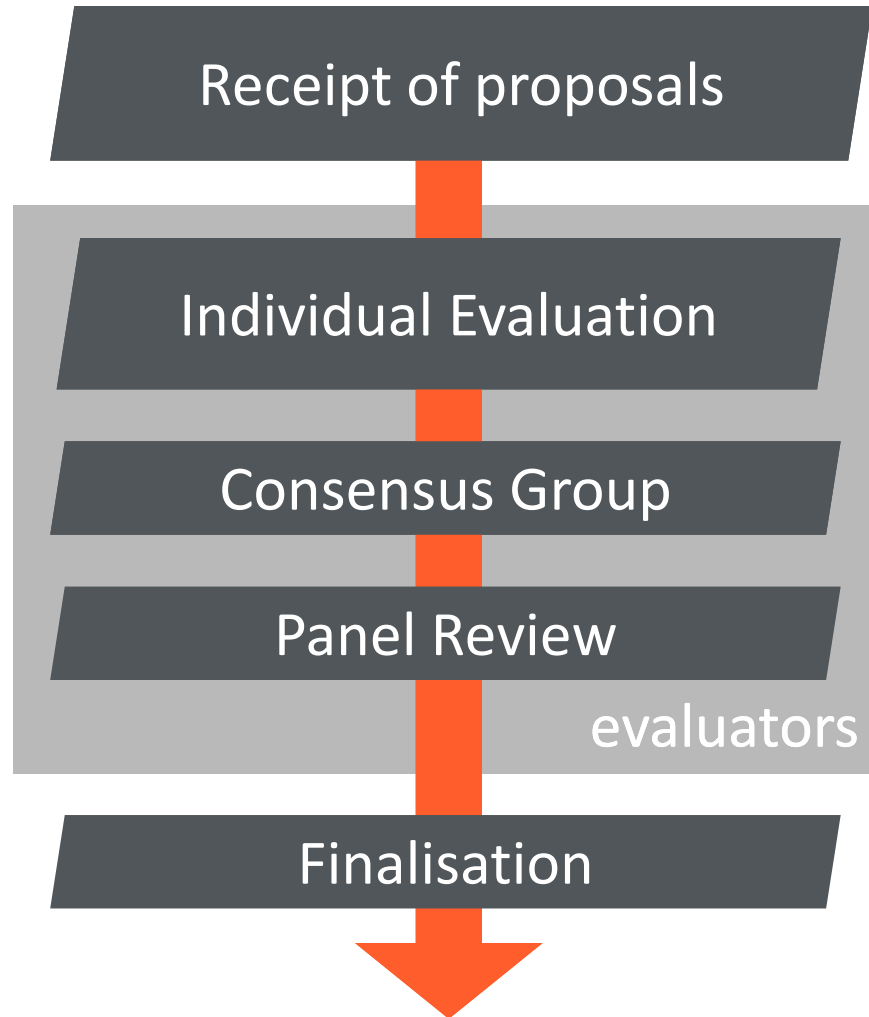 Receipt of proposals
Individual Evaluation
Consensus Group
Panel Review
evaluators
Finalisation